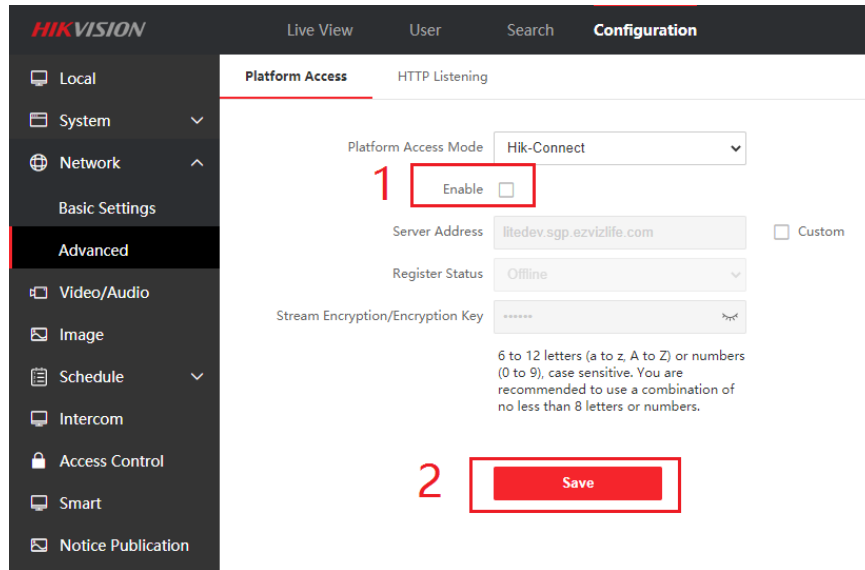 HIKVISION
Live View
User
Search
Configuration
Local
System
Network
Basic Settings
Advanced
Video/Audio
Image
Schedule
Intercom
Access Control
Smart
Notice Publication
Platform Access
HTTP Listening
Platform Access Mode
Hik-Connect
1
Enable
Server Address
litedev.sgp.ezvizlife.com
Custom
Register Status
Offline
Stream Encryption/Encryption Key
••••••
6 to 12 letters (a to z, A to Z) or numbers
(0 to 9), case sensitive. You are
recommended to use a combination of
no less than 8 letters or numbers.
2
Save